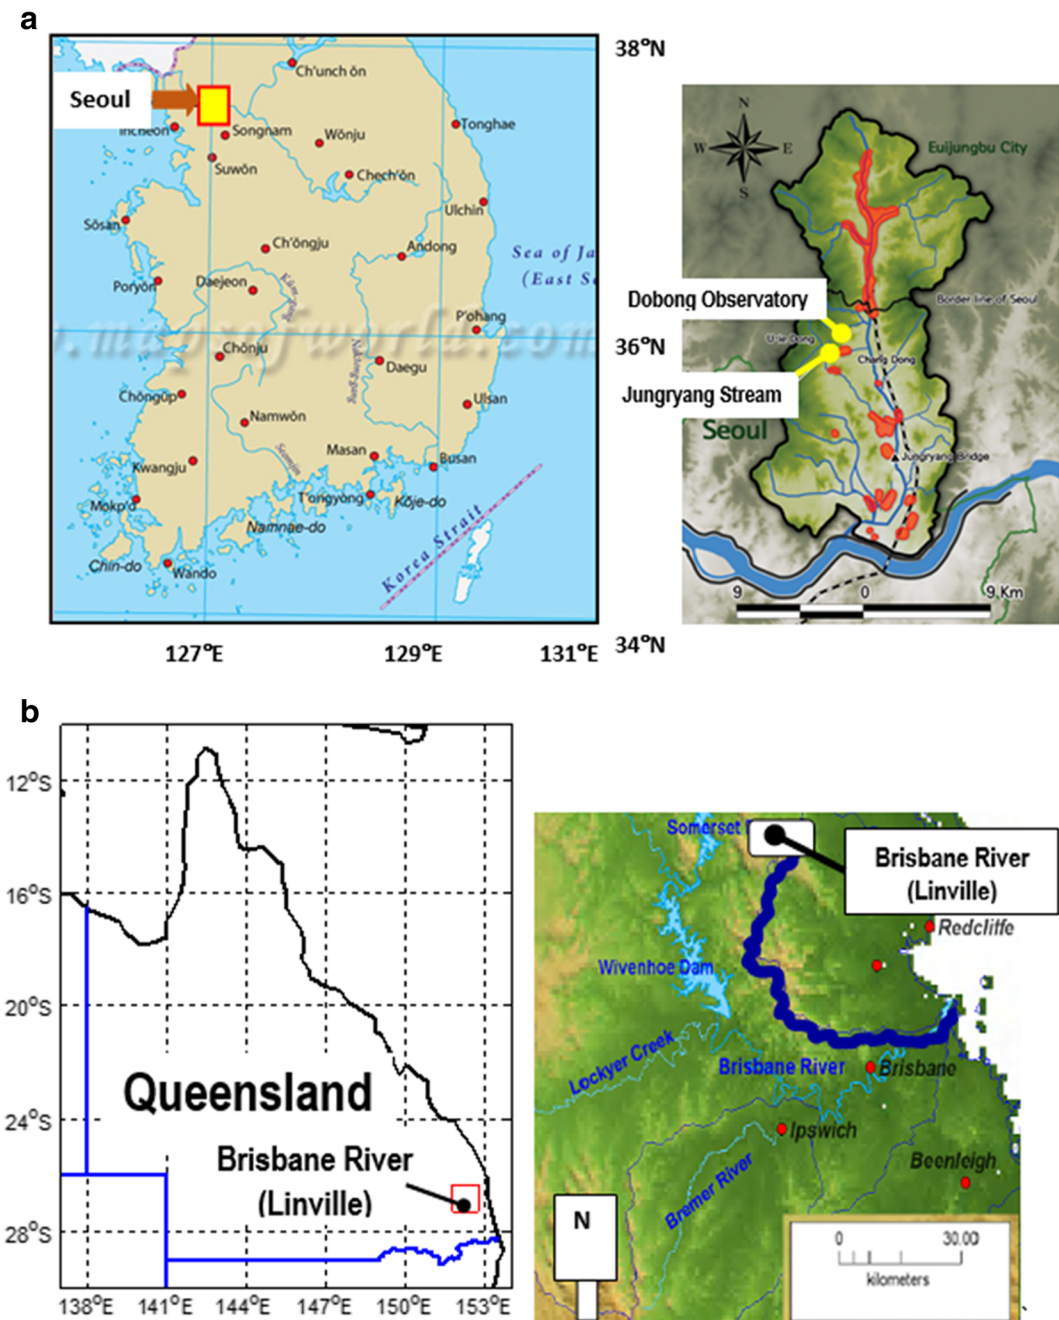 a
38°N
36°N
34°N
127°E
129°E
131°E
Seoul
Ch'unch ŏn
Incheon
Songnam
Wŏnju
Tonghae
Suwŏn
Chech'ŏn
Ulchin
Sŏsan
Ch'ŏngju
Andong
Sea of Ja
(East S
Poryŏn
Daejeon
P'ohang
.mapsofworld.com
Chŏnju
Daegu
Chŏngŭp
Ulsan
Namwŏn
Masan
Busan
Kwangju
Mokp'o
T'ongyŏng
Kŏje-do
Namnae-do
Chin-do
Wando
Korea Strait
N
W
E
S
Euijungbu City
Dobong Observatory
Border line of Seoul
Chang Dong
Jungryang Stream
Seoul
Jungryang Bridge
9
0
9 Km
b
12°S
16°S
20°S
24°S
28°S
138°E
141°E
144°E
147°E
150°E
153°E
Queensland
Brisbane River
(Linville)
Somerset
Brisbane River
(Linville)
Redcliffe
Wivenhoe Dam
Lockyer Creek
Brisbane River
Brisbane
Ipswich
Beenleigh
Bremer River
N
0
30.00
kilometers